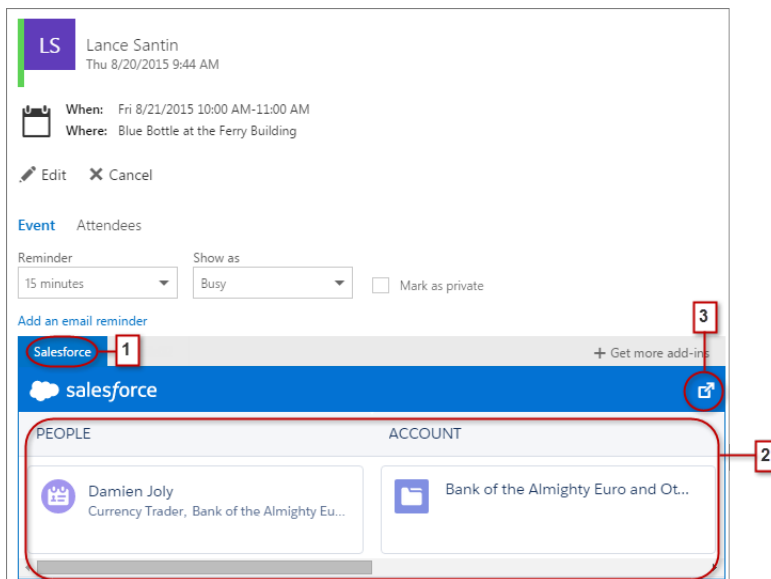 LS
Lance Santin
Thu 8/20/2015 9:44 AM
When: Fri 8/21/2015 10:00 AM-11:00 AM
Where: Blue Bottle at the Ferry Building
Edit Cancel
Event Attendees
Reminder Show as
15 minutes Busy Mark as private
Add an email reminder
3
Salesforce 1 + Get more add-ins
salesforce
PEOPLE ACCOUNT
2
Damien Joly Bank of the Almighty Euro and Ot...
Currency Trader, Bank of the Almighty Eu...